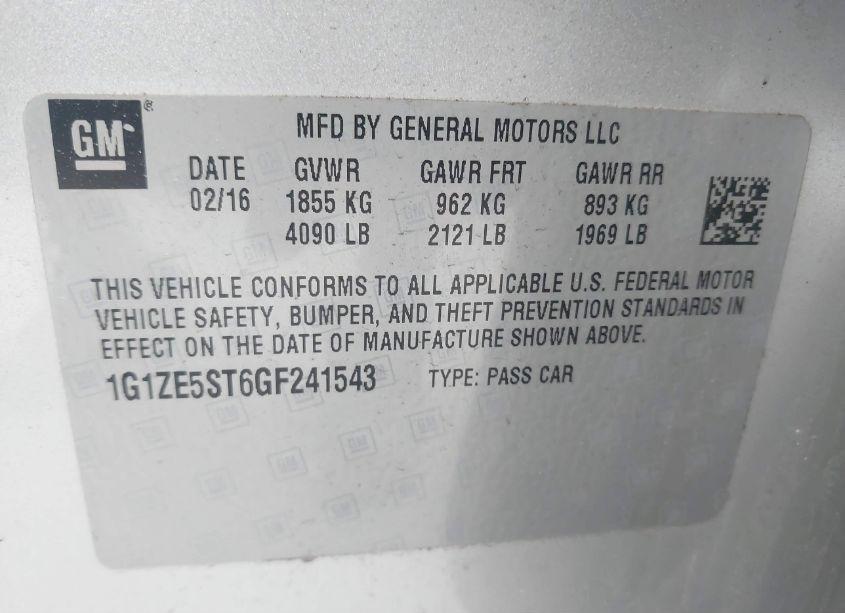 GM®
MFD BY GENERAL MOTORS LLC
DATE GVWR GAWR FRT GAWR RR
02/16 1855 KG 962 KG 893 KG
4090 LB 2121 LB 1969 LB
THIS VEHICLE CONFORMS TO ALL APPLICABLE U.S. FEDERAL MOTOR
VEHICLE SAFETY, BUMPER, AND THEFT PREVENTION STANDARDS IN
EFFECT ON THE DATE OF MANUFACTURE SHOWN ABOVE.
1G1ZE5ST6GF241543 TYPE: PASS CAR